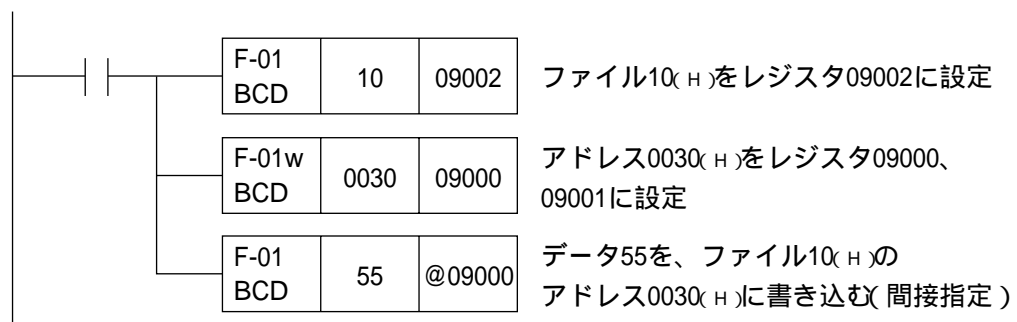 F-01
BCD
10
09002
ファイル10(H)をレジスタ09002に設定
F-01w
BCD
0030
09000
アドレス0030(H)をレジスタ09000、
09001に設定
F-01
BCD
55
@09000
データ55を、ファイル10(H)の
アドレス0030(H)に書き込む(間接指定)